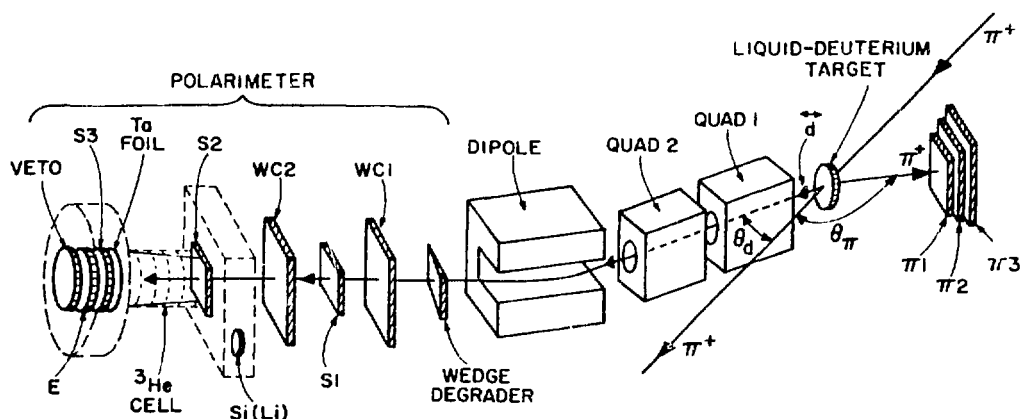 π+
LIQUID-DEUTERIUM
TARGET
POLARIMETER
Ta
FOIL
S3
S2
VETO
WC2
WC1
DIPOLE
QUAD 2
QUAD 1
d
π+
θd
θπ
π1
π2
π3
π+
E
3He
CELL
Si(Li)
S1
WEDGE
DEGRADER